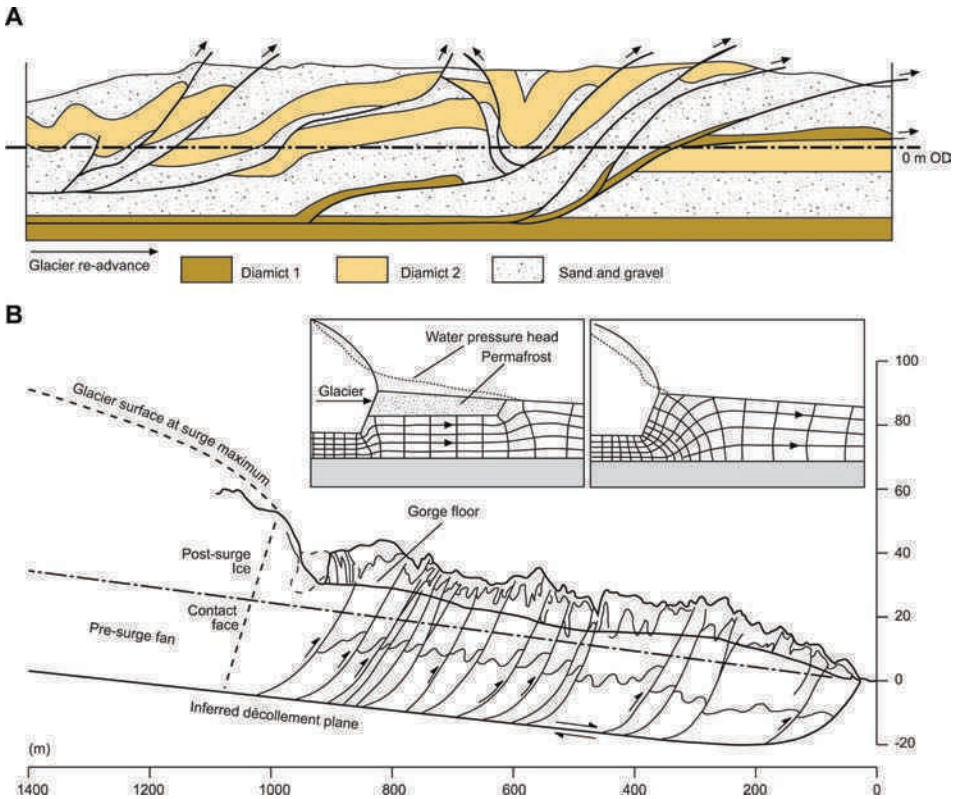 A
0 m OD
Glacier re-advance
Diamict 1
Diamict 2
Sand and gravel
B
Water pressure head
Permafrost
Glacier
100
80
60
40
20
0
-20
Glacier surface at surge maximum
Gorge floor
Post-surge
Ice
Contact
face
Pre-surge fan
Inferred décollement plane
(m)
1400
1200
1000
800
600
400
200
0